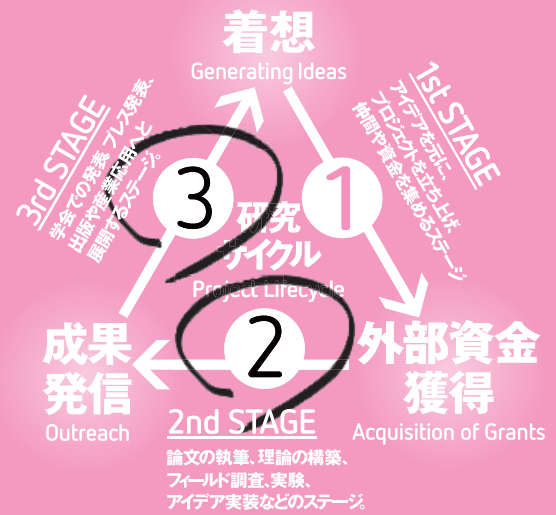 着想
Generating Ideas
1st STAGE
アイデアを元に、
プロジェクトを立ち上げ
仲間や資金を集めるステージ
3rd STAGE
学会での発表、プレス発表、
出版や産業応用へと
展開するステージ。
3
1
研究
サイクル
Project Lifecycle
2
成果
発信
Outreach
外部資金
獲得
Acquisition of Grants
2nd STAGE
論文の執筆、理論の構築、
フィールド調査、実験、
アイデア実装などのステージ。